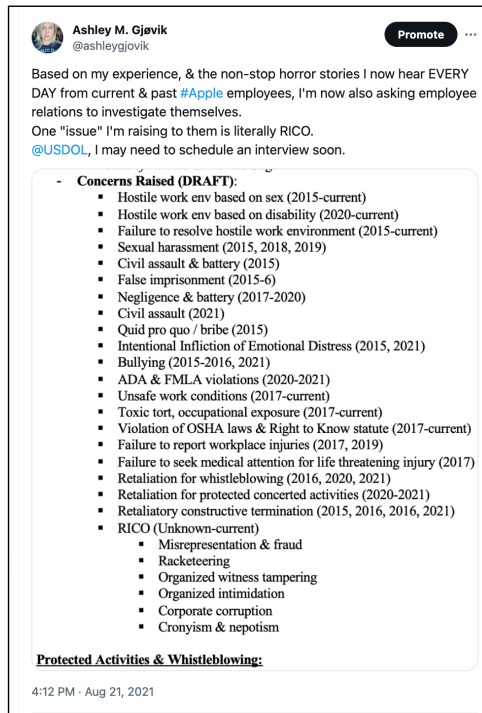 Ashley M. Gjøvik
@ashleygjovik
Promote
Based on my experience, & the non-stop horror stories I now hear EVERY
DAY from current & past #Apple employees, I'm now also asking employee
relations to investigate themselves.
One "issue" I'm raising to them is literally RICO.
@USDOL, I may need to schedule an interview soon.
- Concerns Raised (DRAFT):
▪ Hostile work env based on sex (2015-current)
▪ Hostile work env based on disability (2020-current)
▪ Failure to resolve hostile work environment (2015-current)
▪ Sexual harassment (2015, 2018, 2019)
▪ Civil assault & battery (2015)
▪ False imprisonment (2015-6)
▪ Negligence & battery (2017-2020)
▪ Civil assault (2021)
▪ Quid pro quo / bribe (2015)
▪ Intentional Infliction of Emotional Distress (2015, 2021)
▪ Bullying (2015-2016, 2021)
▪ ADA & FMLA violations (2020-2021)
▪ Unsafe work conditions (2017-current)
▪ Toxic tort, occupational exposure (2017-current)
▪ Violation of OSHA laws & Right to Know statute (2017-current)
▪ Failure to report workplace injuries (2017, 2019)
▪ Failure to seek medical attention for life threatening injury (2017)
▪ Retaliation for whistleblowing (2016, 2020, 2021)
▪ Retaliation for protected concerted activities (2020-2021)
▪ Retaliatory constructive termination (2015, 2016, 2016, 2021)
▪ RICO (Unknown-current)
▪ Misrepresentation & fraud
▪ Racketeering
▪ Organized witness tampering
▪ Organized intimidation
▪ Corporate corruption
▪ Cronyism & nepotism
Protected Activities & Whistleblowing:
4:12 PM · Aug 21, 2021